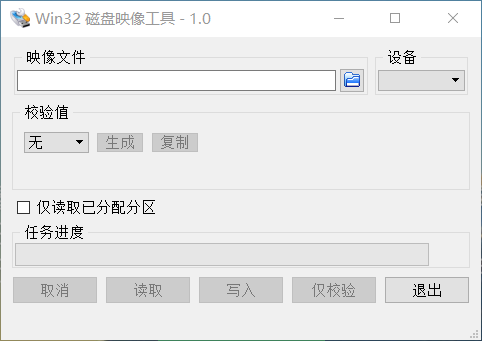 Win32 磁盘映像工具 - 1.0
映像文件
设备
校验值
无
生成
复制
仅读取已分配分区
任务进度
取消
读取
写入
仅校验
退出